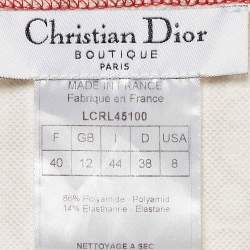 Christian Dior
BOUTIQUE
PARIS
MADE IN FRANCE
Fabriqué en France
LCRL45100
F GB I D USA
40 12 44 38 8
86% Polyamide - Polyamid
14% Elasthanne - Elastane
NETTOYAGE A SEC